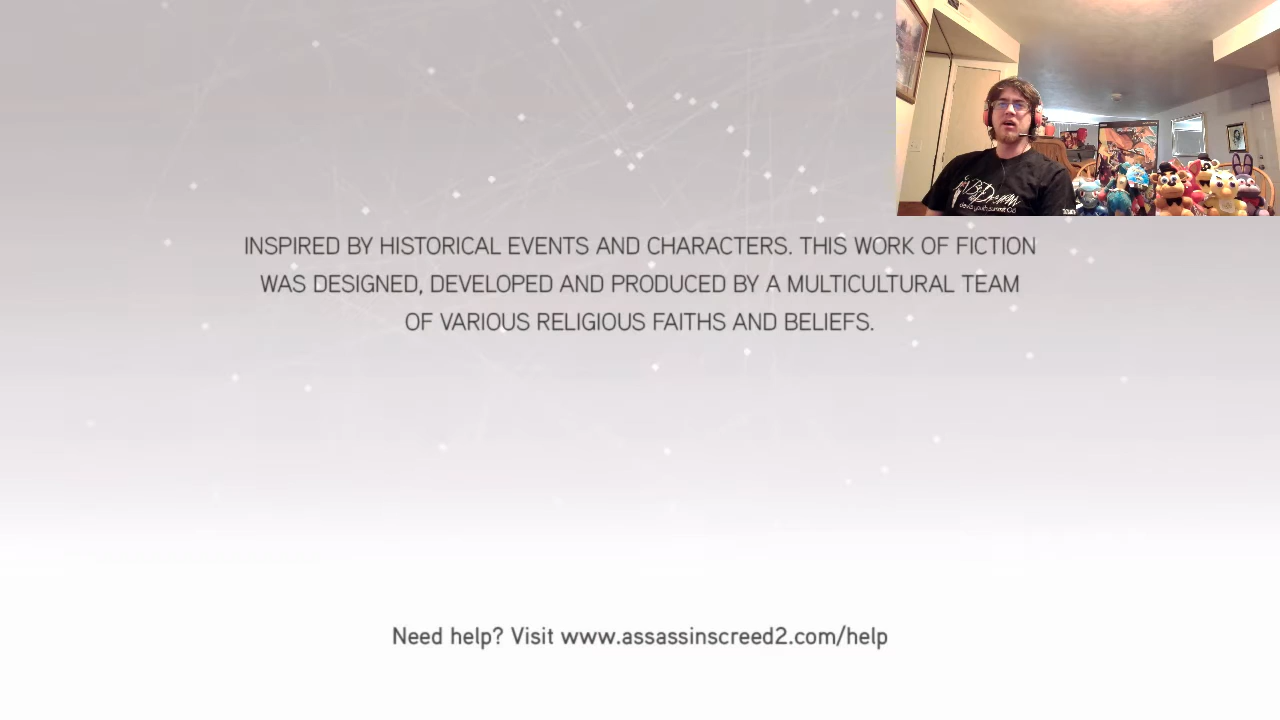 INSPIRED BY HISTORICAL EVENTS AND CHARACTERS. THIS WORK OF FICTION
WAS DESIGNED, DEVELOPED AND PRODUCED BY A MULTICULTURAL TEAM
OF VARIOUS RELIGIOUS FAITHS AND BELIEFS.
Need help? Visit www.assassinscreed2.com/help